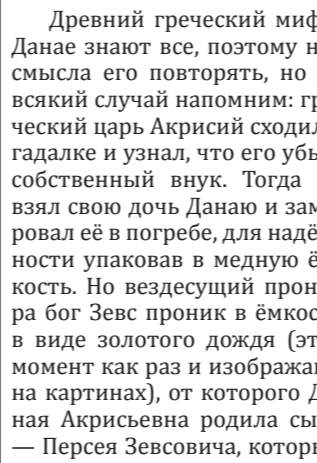 Древний греческий миф
Данае знают все, поэтому н
смысла его повторять, но
всякий случай напомним: гр
ческий царь Акрисий сходил
гадалке и узнал, что его убь
собственный внук. Тогда
взял свою дочь Данаю и зам
ровал её в погребе, для надё
ности упаковав в медную ё
кость. Но вездесущий прон
ра бог Зевс проник в ёмкос
в виде золотого дождя (эт
момент как раз и изобража
на картинах), от которого Д
ная Акрисьевна родила сы
— Персея Зевсовича, которы